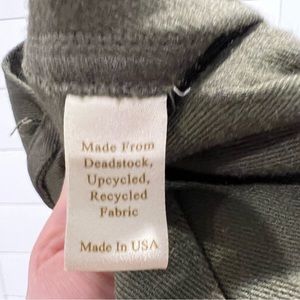 Made From
Deadstock,
Upcycled,
Recycled
Fabric
Made In USA